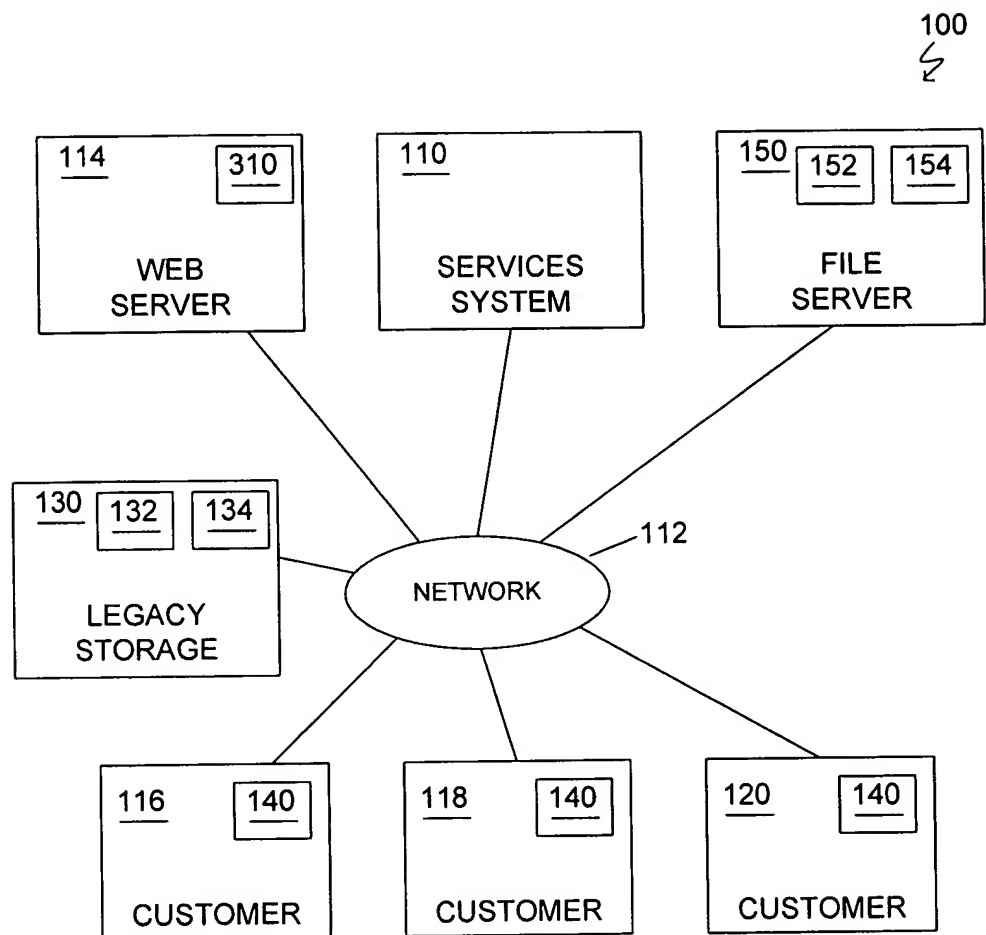 100
114
310
WEB
SERVER
110
SERVICES
SYSTEM
150
152
154
FILE
SERVER
130
132
134
LEGACY
STORAGE
NETWORK
112
116
140
CUSTOMER
118
140
CUSTOMER
120
140
CUSTOMER